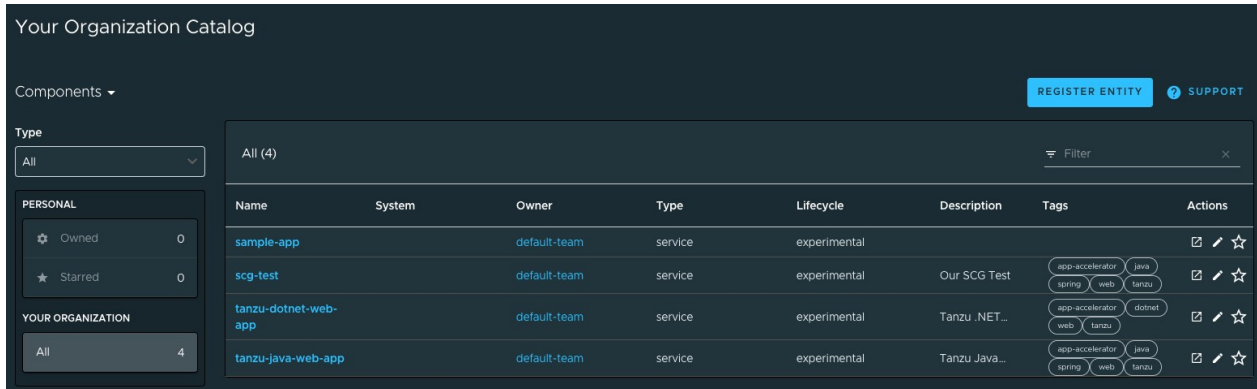 Your Organization Catalog
Components
REGISTER ENTITY
SUPPORT
Type
All
PERSONAL
Owned 0
Starred 0
YOUR ORGANIZATION
All 4
All (4)
Filter
Name System Owner Type Lifecycle Description Tags Actions
sample-app default-team service experimental
scg-test default-team service experimental Our SCG Test app-accelerator java
spring web tanzu
tanzu-dotnet-web-
app default-team service experimental Tanzu .NET... app-accelerator dotnet
web tanzu
tanzu-java-web-app default-team service experimental Tanzu Java... app-accelerator java
spring web tanzu